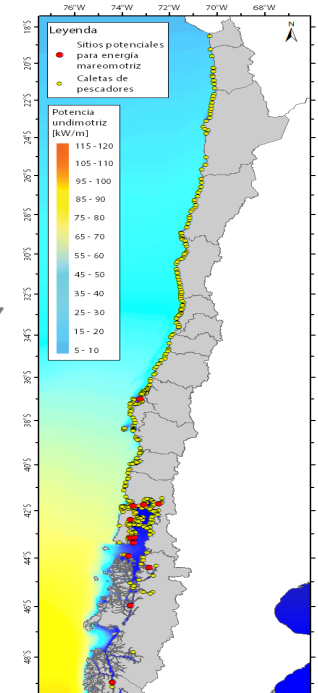 76°W 74°W 72°W 70°W 68°W
Leyenda
Sitios potenciales
para energía
mareomotriz
Caletas de
pescadores
N
Potencia
undimotriz
[kW/m]
115 - 120
105 - 110
95 - 100
85 - 90
75 - 80
65 - 70
55 - 60
45 - 50
35 - 40
25 - 30
15 - 20
5 - 10
18°S
20°S
22°S
24°S
26°S
28°S
30°S
32°S
34°S
36°S
38°S
40°S
42°S
44°S
46°S
48°S